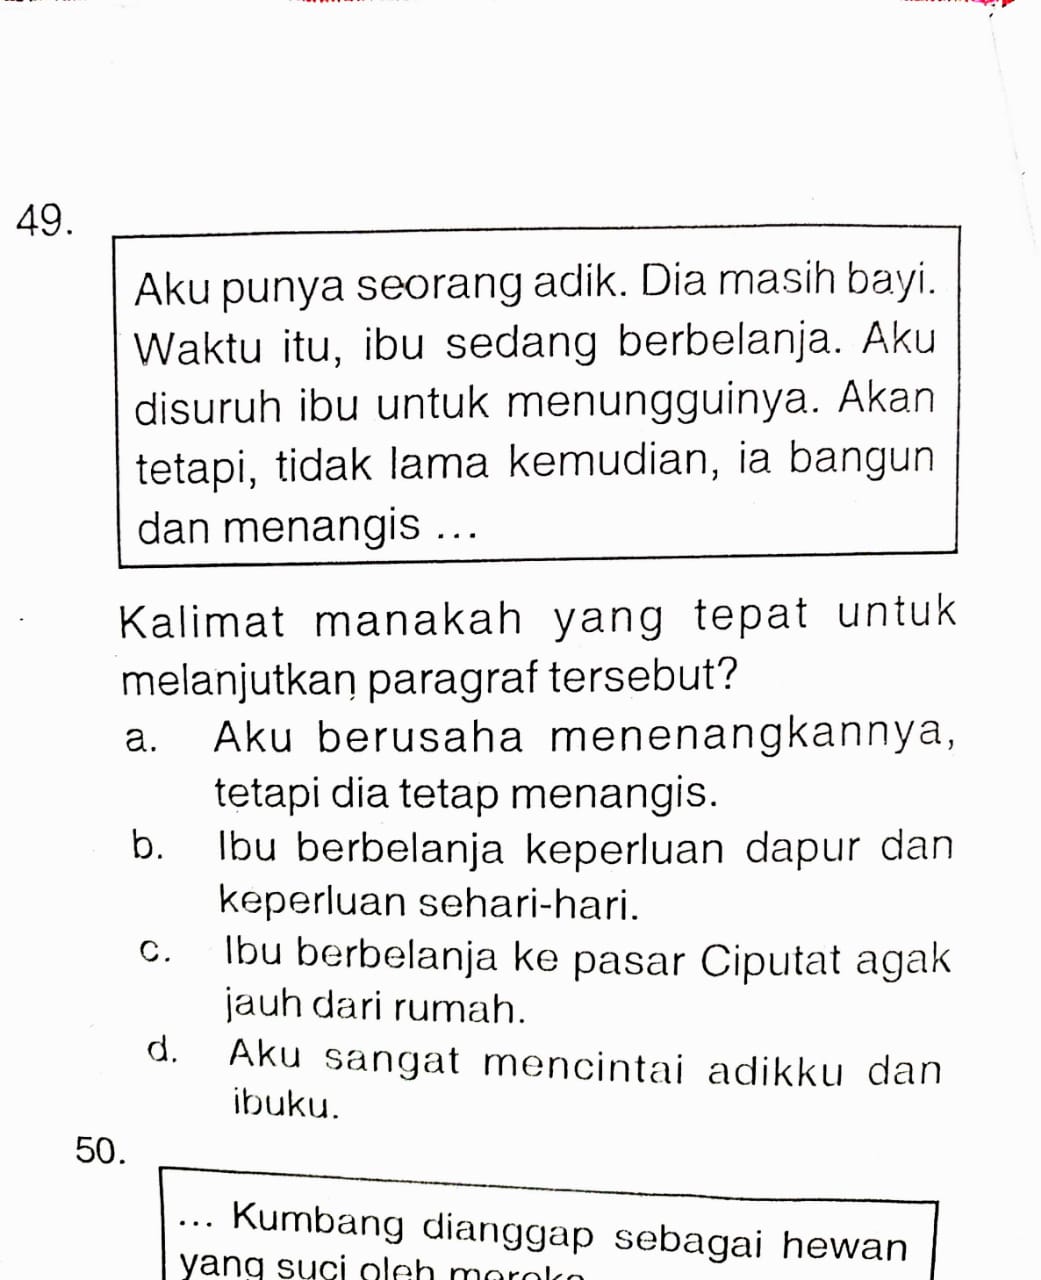 49.
Aku punya seorang adik. Dia masih bayi.
Waktu itu, ibu sedang berbelanja. Aku
disuruh ibu untuk menungguinya. Akan
tetapi, tidak lama kemudian, ia bangun
dan menangis ...
Kalimat manakah yang tepat untuk
melanjutkan paragraf tersebut?
a. Aku berusaha menenangkannya,
tetapi dia tetap menangis.
b. Ibu berbelanja keperluan dapur dan
keperluan sehari-hari.
c. Ibu berbelanja ke pasar Ciputat agak
jauh dari rumah.
d. Aku sangat mencintai adikku dan
ibuku.
50.
... Kumbang dianggap sebagai hewan
yang suci oleh